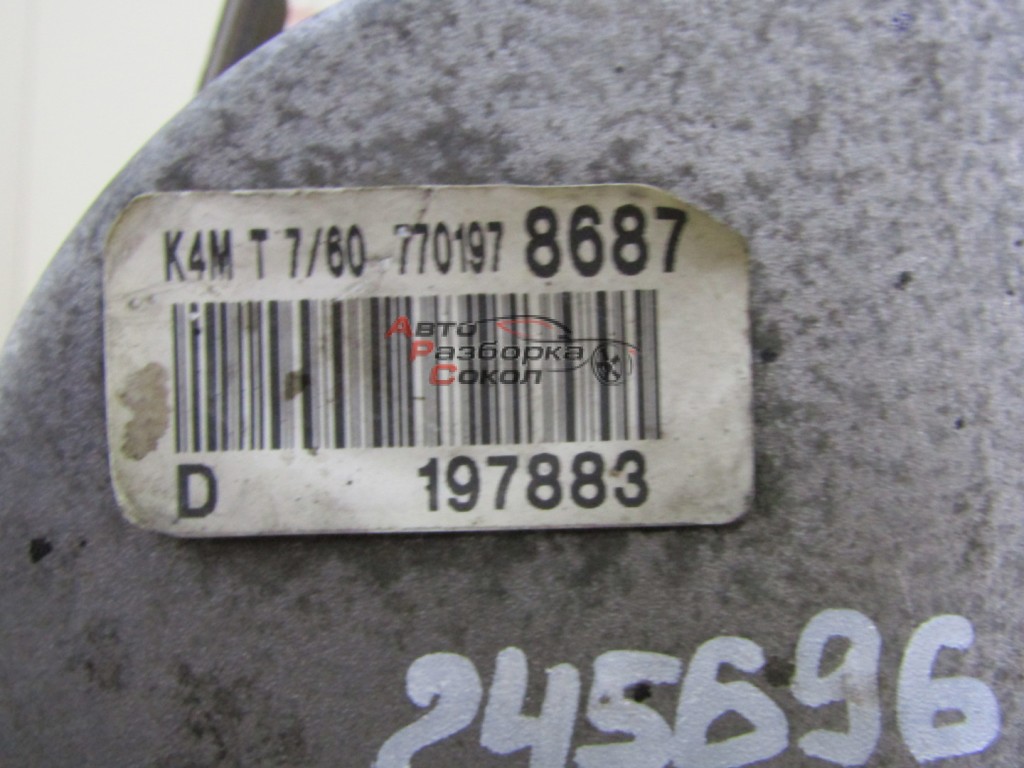 K4M T 7/60 770197 8687
Авто
Разборка
Сокол
D 197883
245696